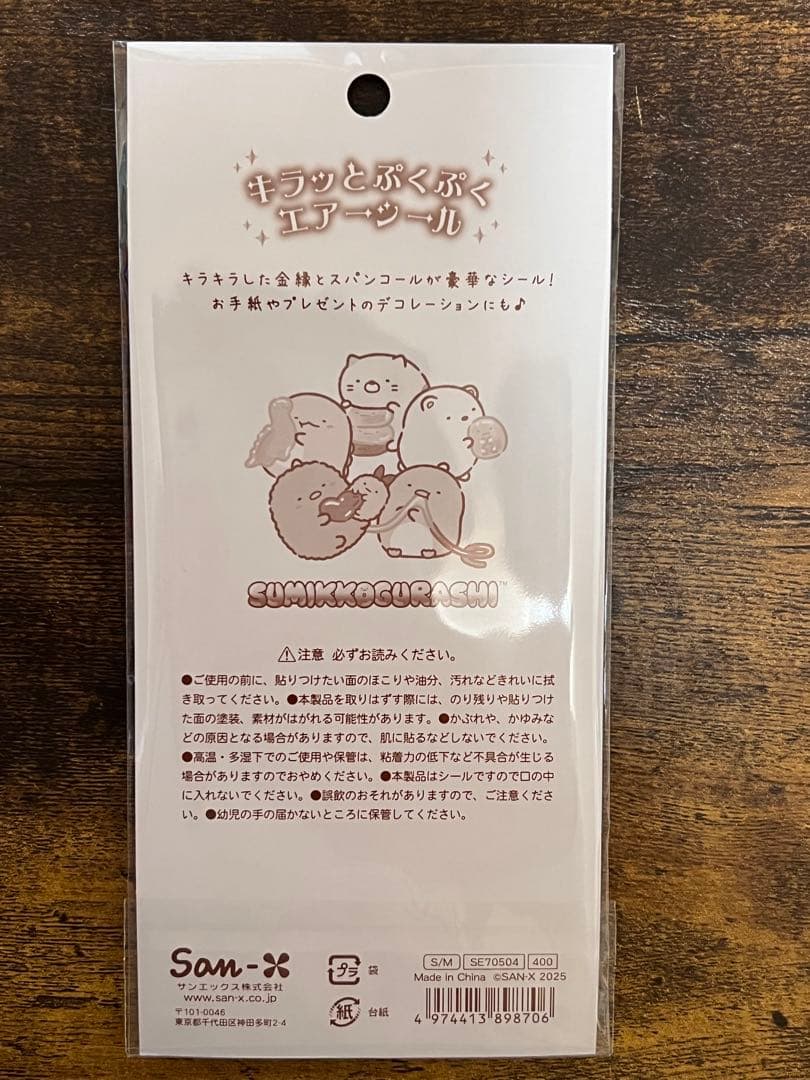 キラッとぷくぷく
エアーシール
キラキラした金縁とスパンコールが豪華なシール！
お手紙やプレゼントのデコレーションにも♪
SUMIKKOGURASHI™
⚠注意 必ずお読みください。
●ご使用の前に、貼りつけたい面のほこりや油分、汚れなどきれいに拭
き取ってください。●本製品を取りはずす際には、のり残りや貼りつけ
た面の塗装、素材がはがれる可能性があります。●かぶれや、かゆみな
どの原因となる場合がありますので、肌に貼るなどしないでください。
●高温・多湿下でのご使用や保管は、粘着力の低下など不具合が生じる
場合がありますのでおやめください。●本製品はシールですので口の中
に入れないでください。●誤飲のおそれがありますので、ご注意くださ
い。●幼児の手の届かないところに保管してください。
San-X
サンエックス株式会社
www.san-x.co.jp
〒101-0046
東京都千代田区神田多町2-4
プラ 袋
紙 台紙
S/M SE70504 400
Made in China ©SAN-X 2025
4 974413 898706